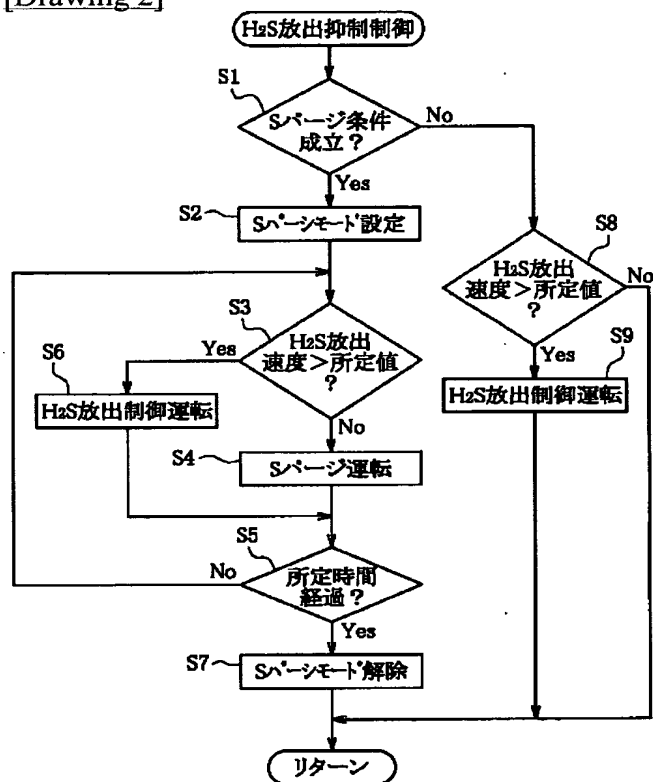 [Drawing 2]
H2S放出抑制制御
S1
Sパージ条件
成立?
No
Yes
S2
Sパージモード設定
S3
H2S放出
速度>所定値
?
Yes
No
S6
H2S放出制御運転
S4
Sパージ運転
S5
所定時間
経過?
No
Yes
S7
Sパージモード解除
S8
H2S放出
速度>所定値
?
No
Yes
S9
H2S放出制御運転
リターン